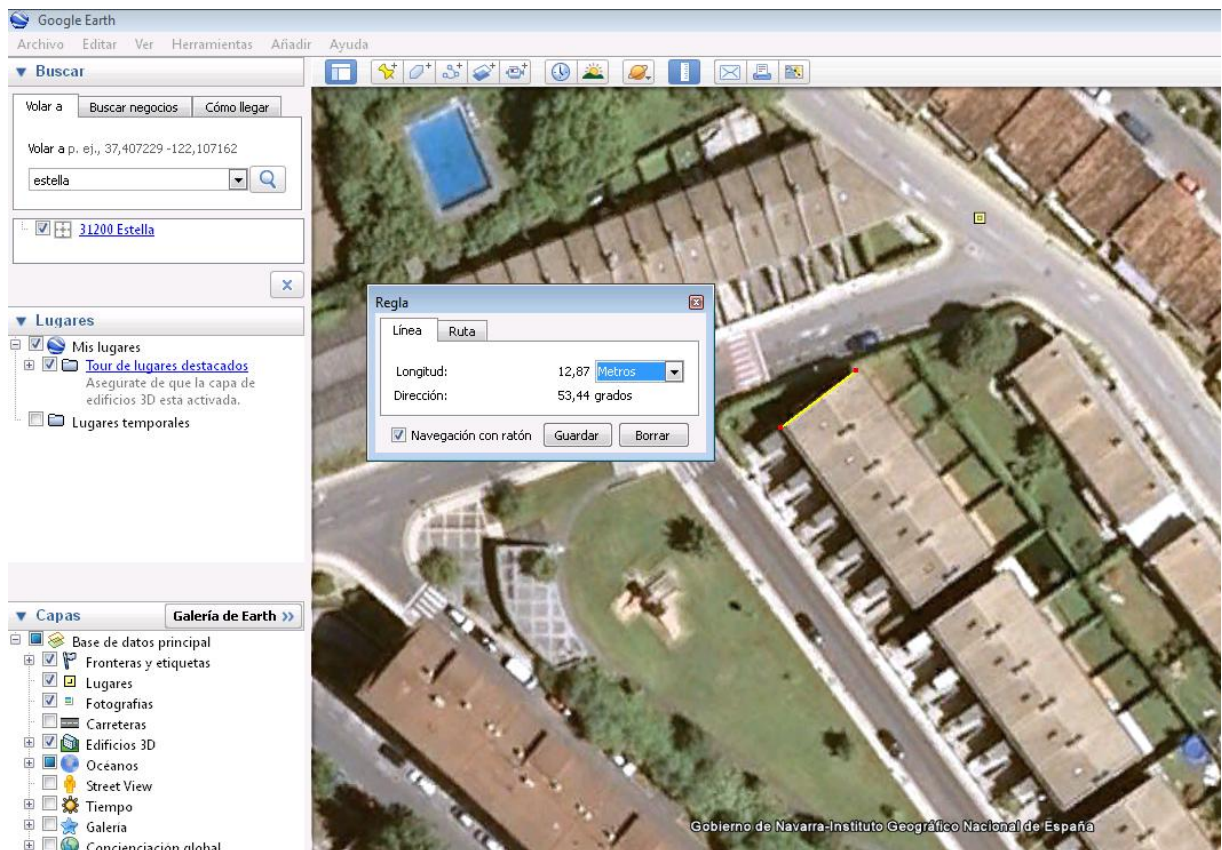 Google Earth
Archivo Editar Ver Herramientas Añadir Ayuda
Buscar
Volar a Buscar negocios Cómo llegar
Volar a p. ej., 37,407229 -122,107162
estella
31200 Estella
Lugares
Mis lugares
Tour de lugares destacados
Asegurate de que la capa de
edificios 3D esta activada.
Lugares temporales
Capas Galería de Earth >>
Base de datos principal
Fronteras y etiquetas
Lugares
Fotografías
Carreteras
Edificios 3D
Océanos
Street View
Tiempo
Galería
Concienciación global
Regla
Línea Ruta
Longitud: 12,87 Metros
Dirección: 53,44 grados
Navegación con ratón Guardar Borrar
Gobierno de Navarra-Instituto Geográfico Nacional de España